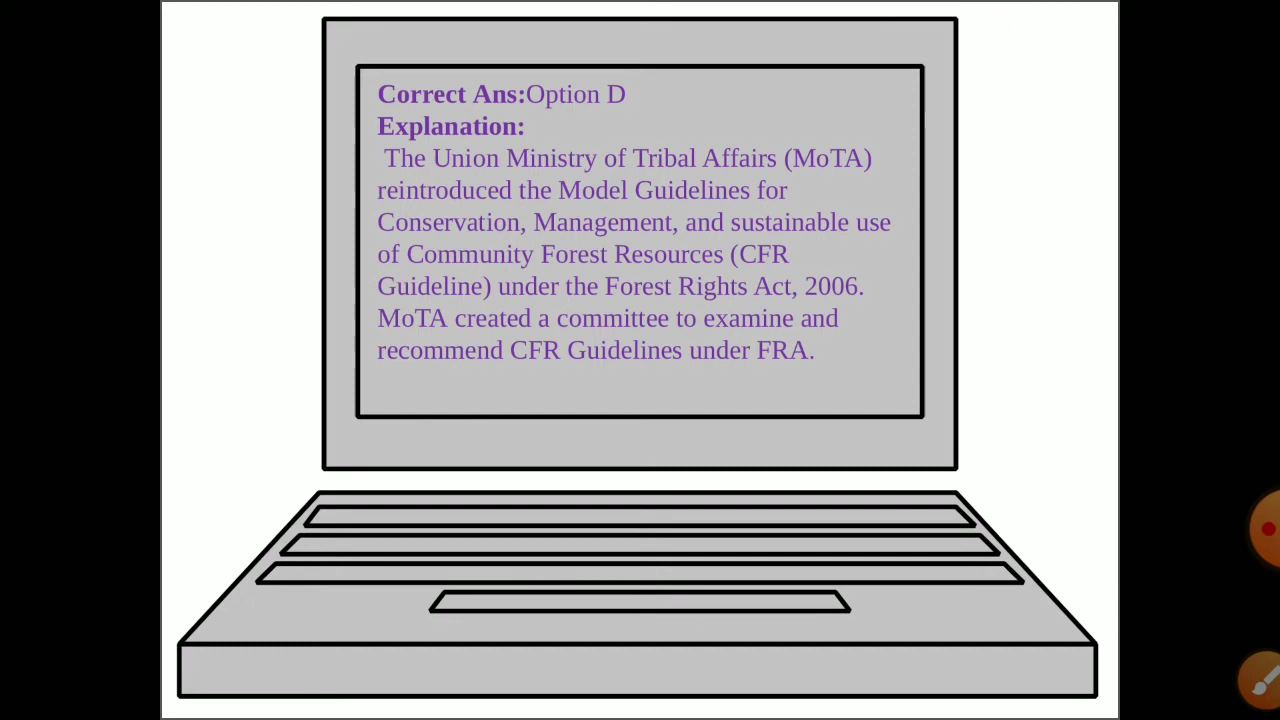 Correct Ans:Option D
Explanation:
The Union Ministry of Tribal Affairs (MoTA)
reintroduced the Model Guidelines for
Conservation, Management, and sustainable use
of Community Forest Resources (CFR
Guideline) under the Forest Rights Act, 2006.
MoTA created a committee to examine and
recommend CFR Guidelines under FRA.